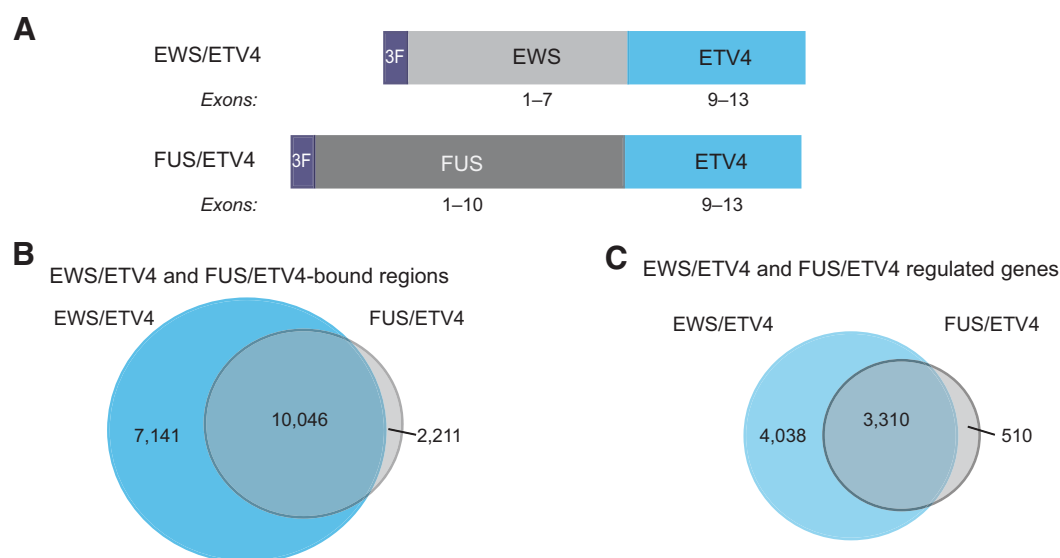 A
EWS/ETV4
3F
EWS
ETV4
Exons:
1–7
9–13
FUS/ETV4
3F
FUS
ETV4
Exons:
1–10
9–13
B
EWS/ETV4 and FUS/ETV4-bound regions
EWS/ETV4
FUS/ETV4
7,141
10,046
2,211
C
EWS/ETV4 and FUS/ETV4 regulated genes
EWS/ETV4
FUS/ETV4
4,038
3,310
510